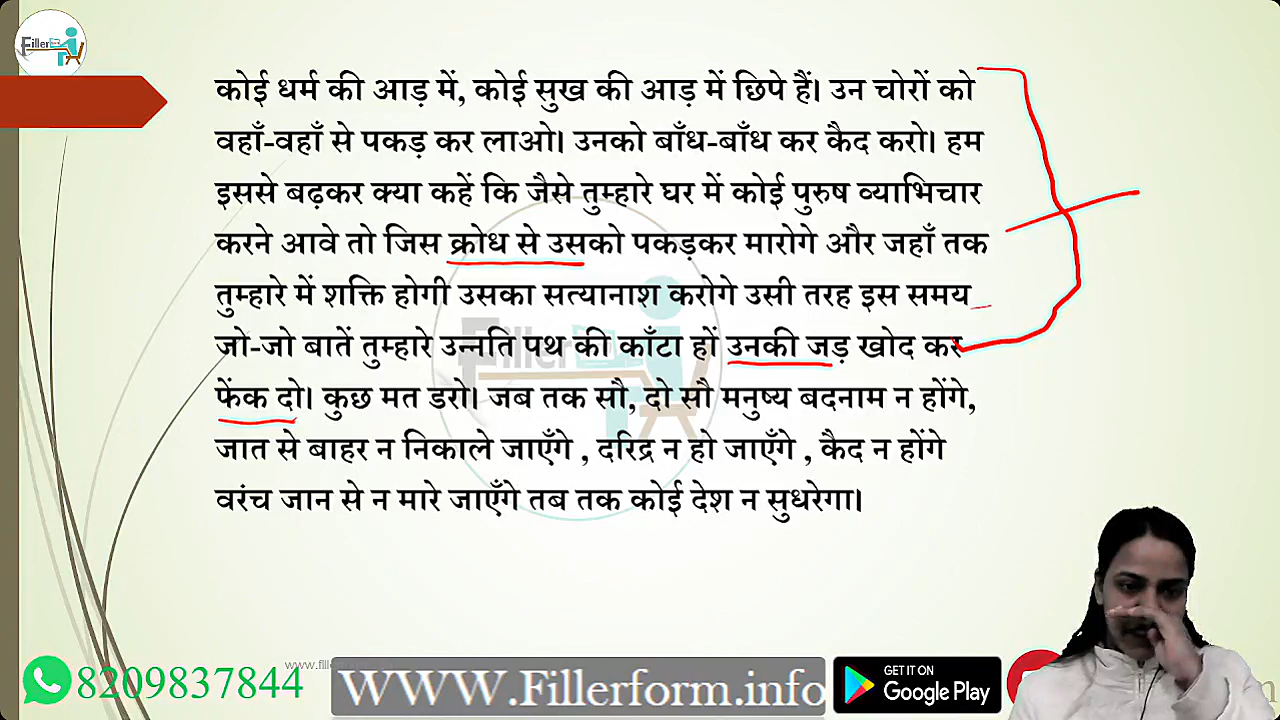 Fillerform
कोई धर्म की आड़ में, कोई सुख की आड़ में छिपे हैं। उन चोरों को
वहाँ-वहाँ से पकड़ कर लाओ। उनको बाँध-बाँध कर कैद करो। हम
इससे बढ़कर क्या कहें कि जैसे तुम्हारे घर में कोई पुरुष व्याभिचार
करने आवे तो जिस क्रोध से उसको पकड़कर मारोगे और जहाँ तक
तुम्हारे में शक्ति होगी उसका सत्यानाश करोगे उसी तरह इस समय
जो-जो बातें तुम्हारे उन्नति पथ की काँटा हों उनकी जड़ खोद कर
फेंक दो। कुछ मत डरो। जब तक सौ, दो सौ मनुष्य बदनाम न होंगे,
जात से बाहर न निकाले जाएँगे , दरिद्र न हो जाएँगे , कैद न होंगे
वरंच जान से न मारे जाएँगे तब तक कोई देश न सुधरेगा।
8209837844
WWW.Fillerform.info
GET IT ON
Google Play